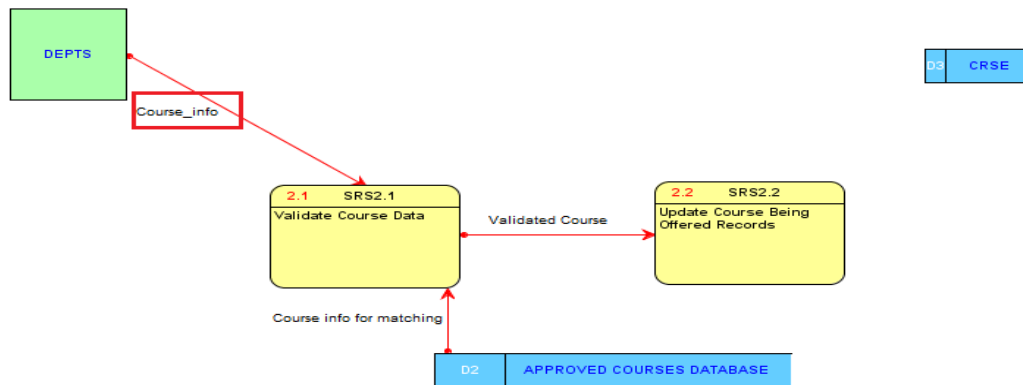 DEPTS
D3 CRSE
Course_info
2.1 SRS2.1
Validate Course Data
Validated Course
2.2 SRS2.2
Update Course Being
Offered Records
Course info for matching
D2 APPROVED COURSES DATABASE